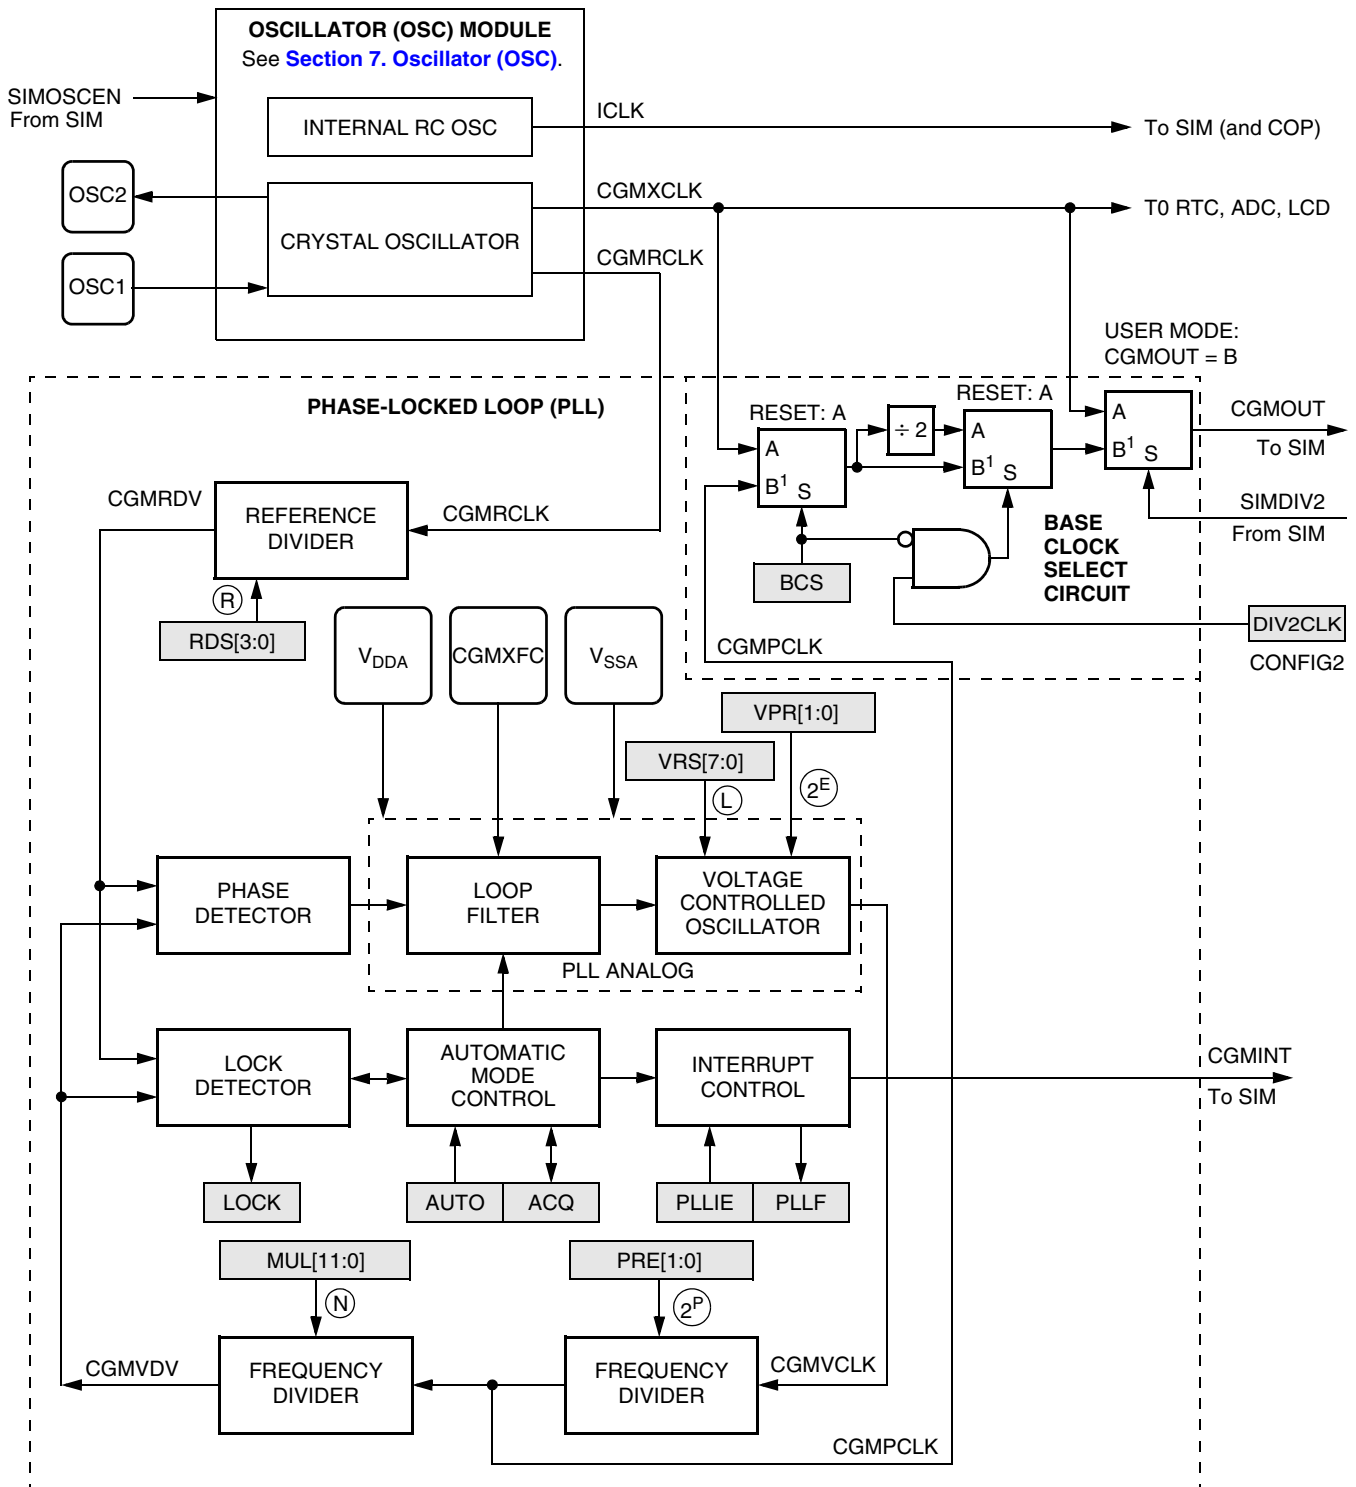 OSCILLATOR (OSC) MODULE
See Section 7. Oscillator (OSC).
SIMOSCEN
From SIM
INTERNAL RC OSC
ICLK
To SIM (and COP)
OSC2
CGMXCLK
T0 RTC, ADC, LCD
CRYSTAL OSCILLATOR
CGMRCLK
OSC1
USER MODE:
CGMOUT = B
PHASE-LOCKED LOOP (PLL)
RESET: A
RESET: A
÷ 2
A
B1 S
A
B1 S
A
B1 S
CGMOUT
To SIM
SIMDIV2
From SIM
CGMRDV
REFERENCE
DIVIDER
CGMRCLK
BCS
BASE
CLOCK
SELECT
CIRCUIT
R
RDS[3:0]
VDDA
CGMXFC
VSSA
CGMPCLK
DIV2CLK
CONFIG2
VPR[1:0]
VRS[7:0]
L
2E
PHASE
DETECTOR
LOOP
FILTER
VOLTAGE
CONTROLLED
OSCILLATOR
PLL ANALOG
LOCK
DETECTOR
AUTOMATIC
MODE
CONTROL
INTERRUPT
CONTROL
CGMINT
To SIM
LOCK
AUTO
ACQ
PLLIE
PLLF
MUL[11:0]
PRE[1:0]
N
2P
CGMVDV
FREQUENCY
DIVIDER
FREQUENCY
DIVIDER
CGMVCLK
CGMPCLK